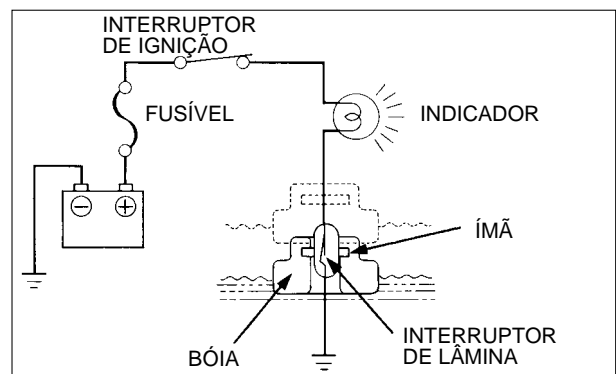 INTERRUPTOR
DE IGNIÇÃO
FUSÍVEL
INDICADOR
ÍMÃ
BÓIA
INTERRUPTOR
DE LÂMINA